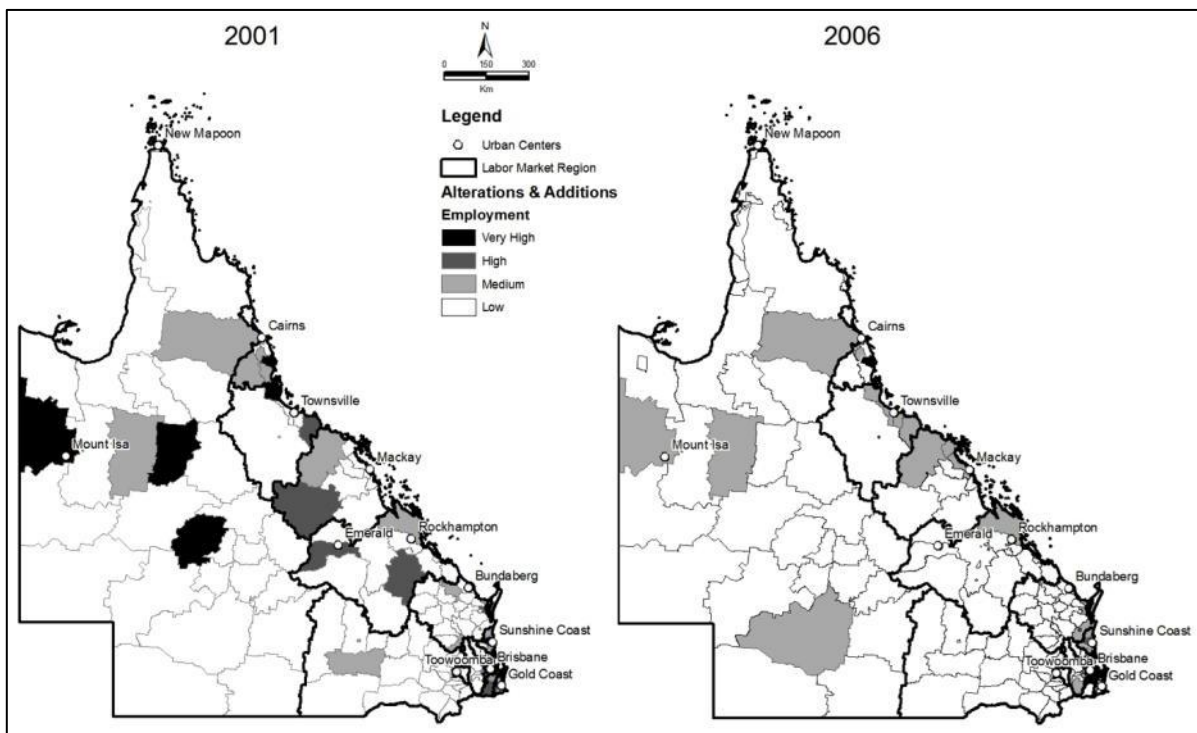 2001
2006
N
0 150 300
Km
Legend
Urban Centers
Labor Market Region
Alterations & Additions
Employment
Very High
High
Medium
Low
New Mapoon
Cairns
Townsville
Mount Isa
Mackay
Emerald
Rockhampton
Bundaberg
Sunshine Coast
Toowoomba
Brisbane
Gold Coast
New Mapoon
Cairns
Townsville
Mount Isa
Mackay
Emerald
Rockhampton
Bundaberg
Sunshine Coast
Toowoomba
Brisbane
Gold Coast